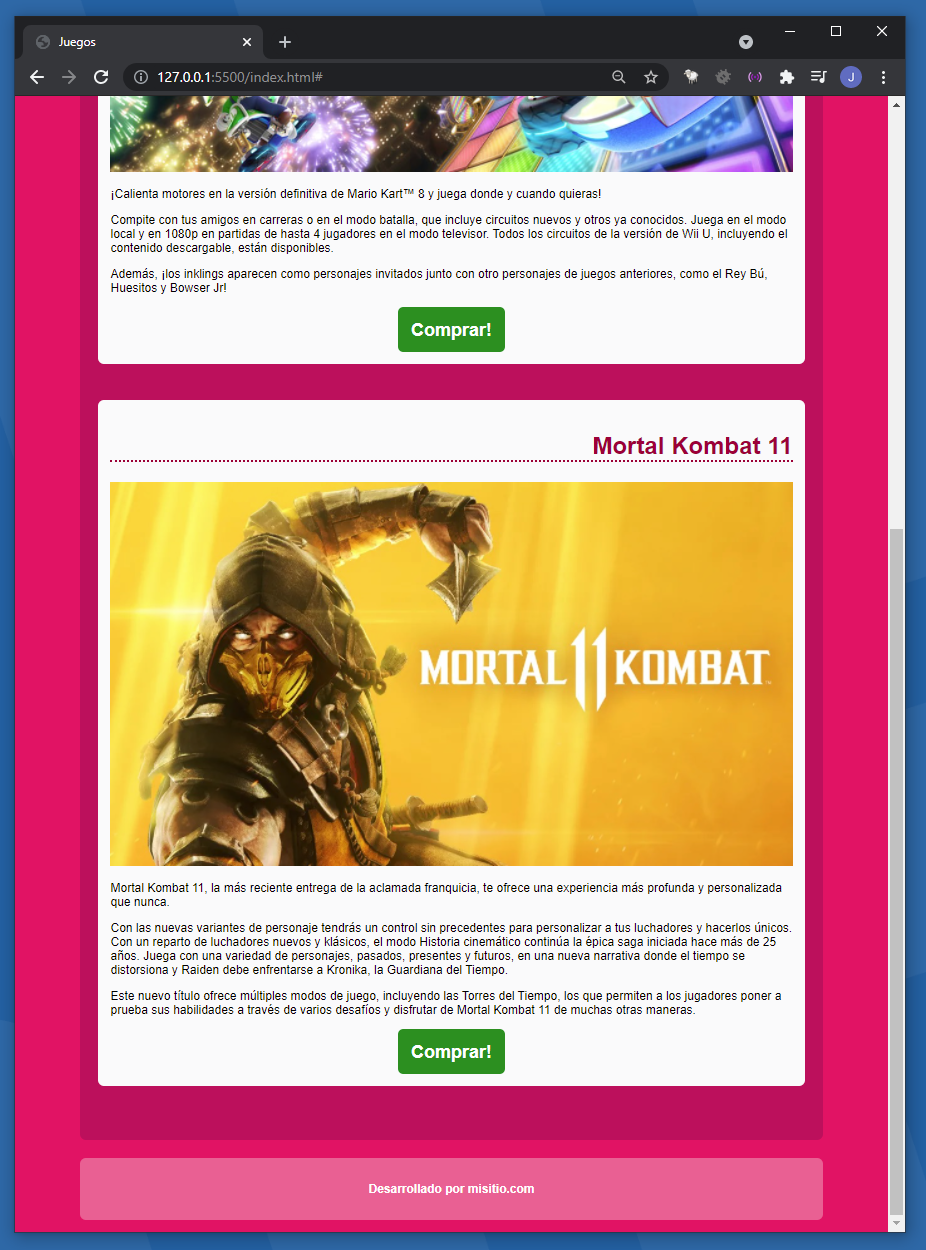 Juegos
127.0.0.1:5500/index.html#
J
¡Calienta motores en la versión definitiva de Mario Kart™ 8 y juega donde y cuando quieras!
Compite con tus amigos en carreras o en el modo batalla, que incluye circuitos nuevos y otros ya conocidos. Juega en el modo
local y en 1080p en partidas de hasta 4 jugadores en el modo televisor. Todos los circuitos de la versión de Wii U, incluyendo el
contenido descargable, están disponibles.
Además, ¡los inklings aparecen como personajes invitados junto con otro personajes de juegos anteriores, como el Rey Bú,
Huesitos y Bowser Jr!
Comprar!
Mortal Kombat 11
MORTAL 11 KOMBAT
Mortal Kombat 11, la más reciente entrega de la aclamada franquicia, te ofrece una experiencia más profunda y personalizada
que nunca.
Con las nuevas variantes de personaje tendrás un control sin precedentes para personalizar a tus luchadores y hacerlos únicos.
Con un reparto de luchadores nuevos y klásicos, el modo Historia cinemático continúa la épica saga iniciada hace más de 25
años. Juega con una variedad de personajes, pasados, presentes y futuros, en una nueva narrativa donde el tiempo se
distorsiona y Raiden debe enfrentarse a Kronika, la Guardiana del Tiempo.
Este nuevo título ofrece múltiples modos de juego, incluyendo las Torres del Tiempo, los que permiten a los jugadores poner a
prueba sus habilidades a través de varios desafíos y disfrutar de Mortal Kombat 11 de muchas otras maneras.
Comprar!
Desarrollado por misitio.com